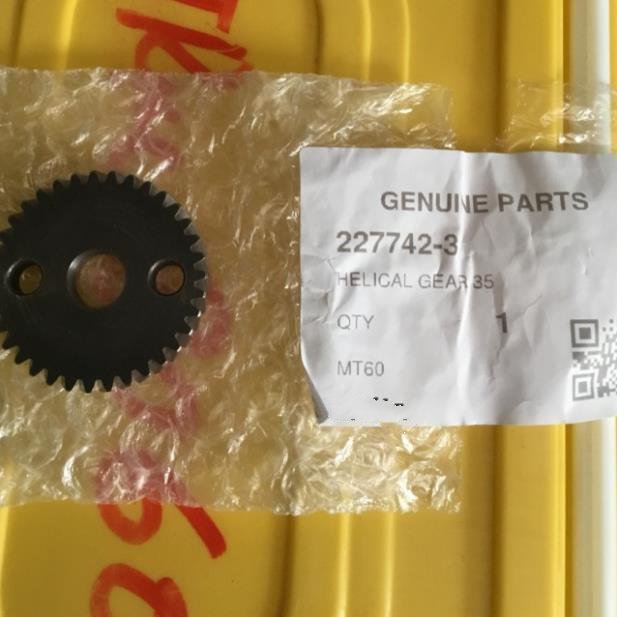 GENUINE PARTS
227742-3
HELICAL GEAR 35
QTY 1
MT60